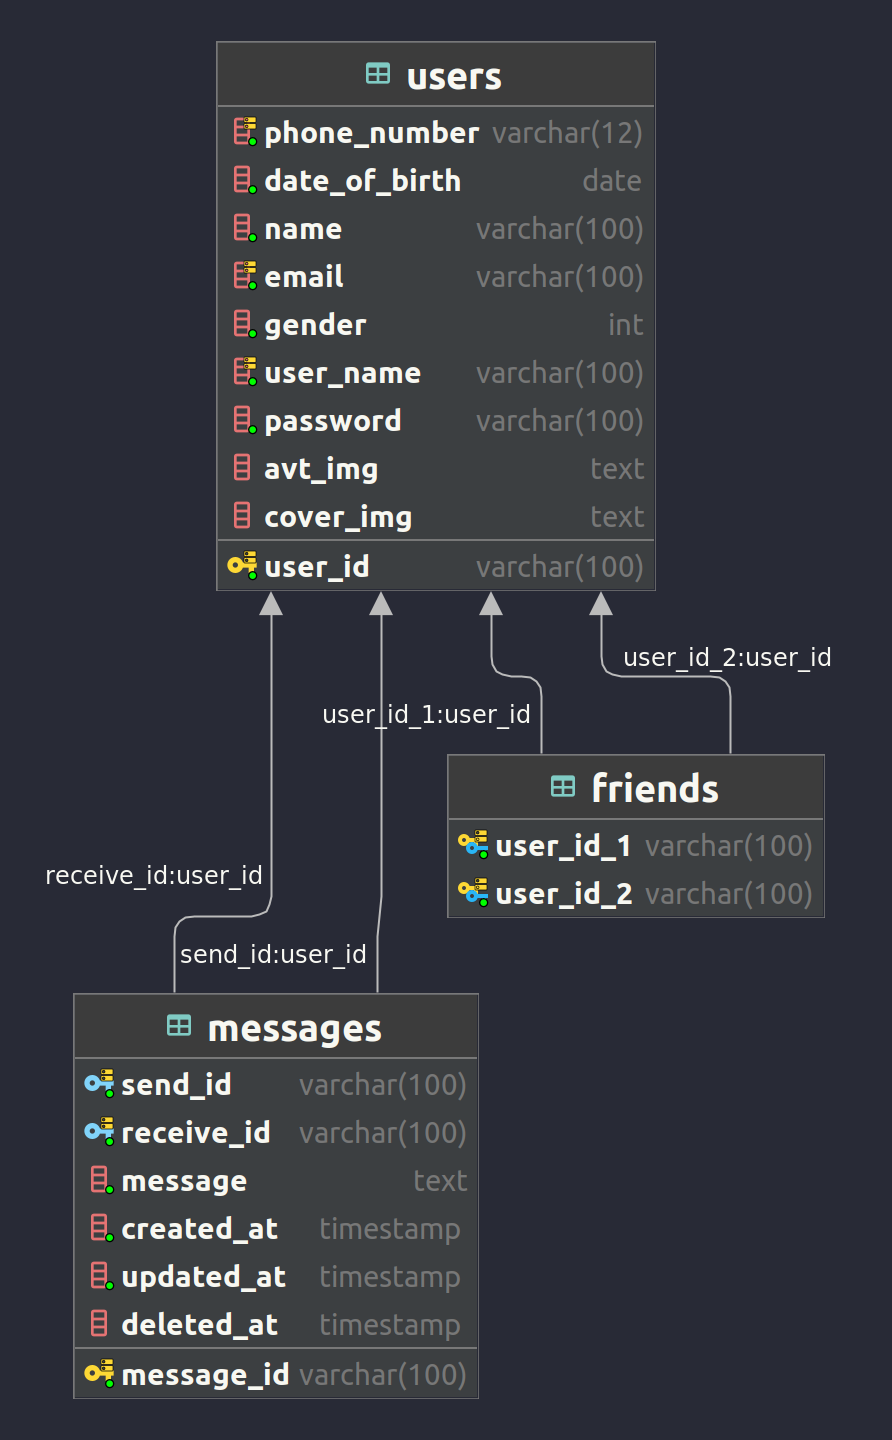 users
phone_number varchar(12)
date_of_birth date
name varchar(100)
email varchar(100)
gender int
user_name varchar(100)
password varchar(100)
avt_img text
cover_img text
user_id varchar(100)
user_id_2:user_id
user_id_1:user_id
friends
user_id_1 varchar(100)
user_id_2 varchar(100)
receive_id:user_id
send_id:user_id
messages
send_id varchar(100)
receive_id varchar(100)
message text
created_at timestamp
updated_at timestamp
deleted_at timestamp
message_id varchar(100)